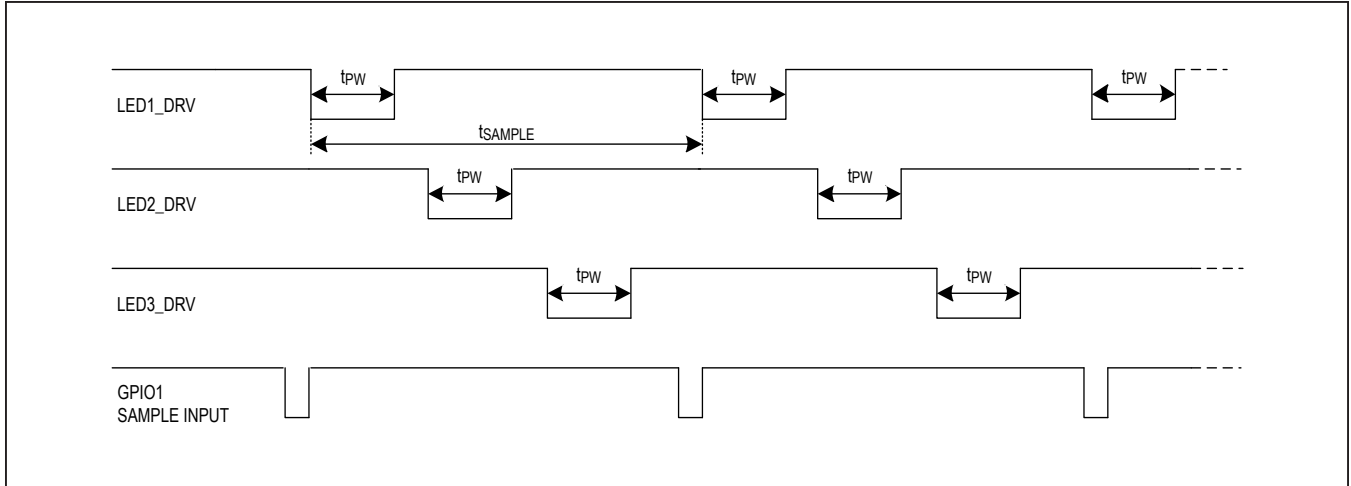 tPW tPW tPW
LED1_DRV
tSAMPLE
tPW tPW
LED2_DRV
tPW tPW
LED3_DRV
GPIO1
SAMPLE INPUT